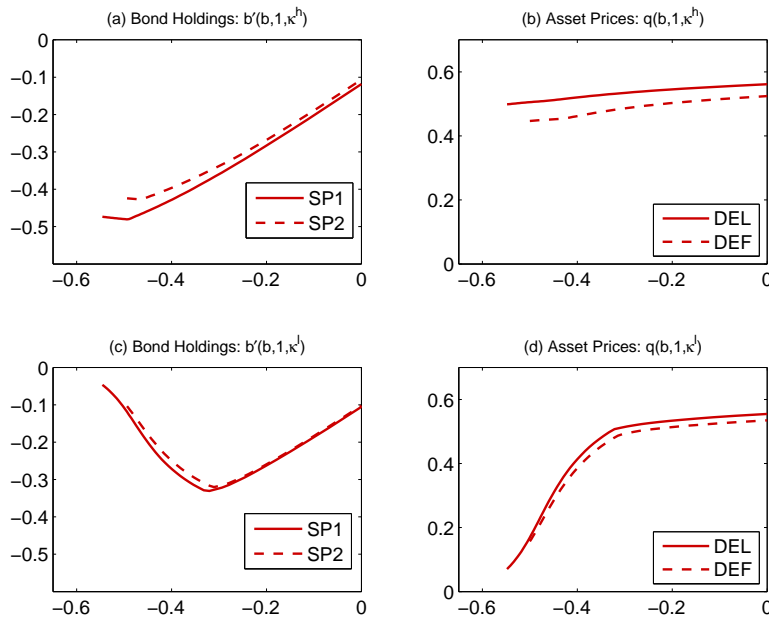 (a) Bond Holdings: b′(b,1,κʰ)
0
−0.1
−0.2
−0.3
−0.4
−0.5
SP1
SP2
−0.6 −0.4 −0.2 0
(b) Asset Prices: q(b,1,κʰ)
0.6
0.4
0.2
0
DEL
DEF
−0.6 −0.4 −0.2 0
(c) Bond Holdings: b′(b,1,κˡ)
0
−0.1
−0.2
−0.3
−0.4
−0.5
SP1
SP2
−0.6 −0.4 −0.2 0
(d) Asset Prices: q(b,1,κˡ)
0.6
0.4
0.2
0
DEL
DEF
−0.6 −0.4 −0.2 0